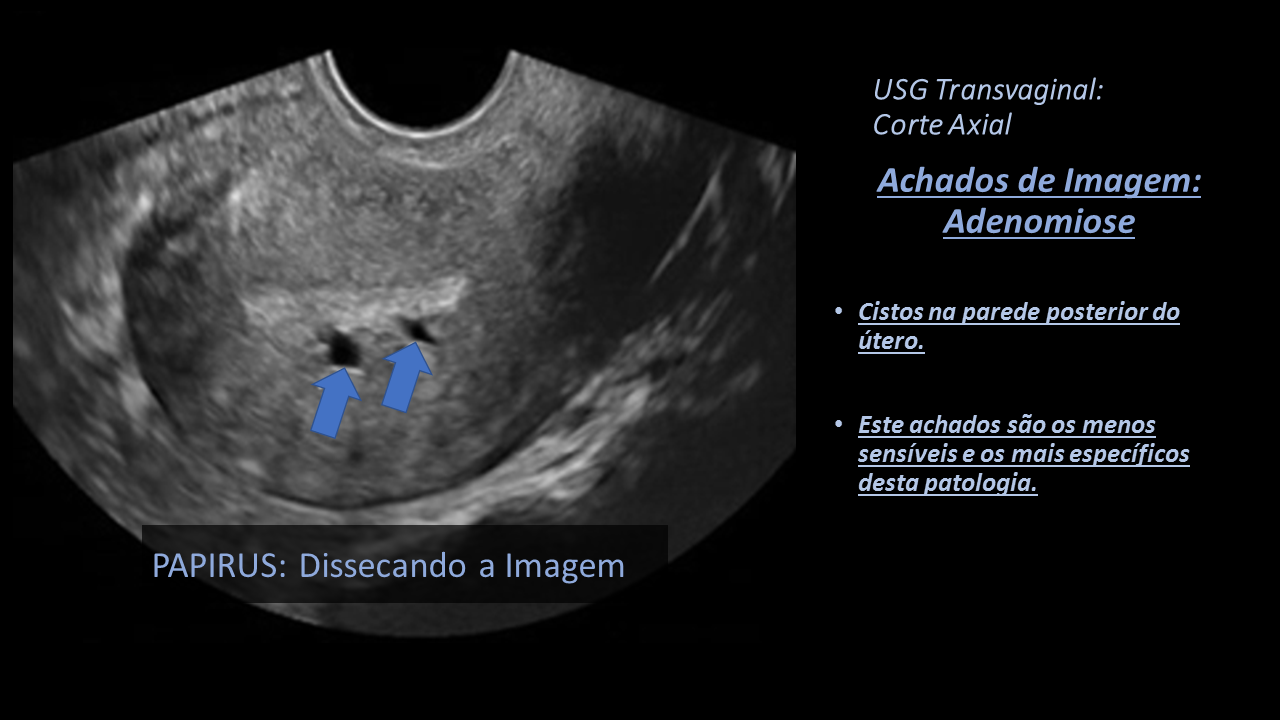 USG Transvaginal:
Corte Axial
Achados de Imagem:
Adenomiose
• Cistos na parede posterior do
útero.
• Este achados são os menos
sensíveis e os mais específicos
desta patologia.
PAPIRUS: Dissecando a Imagem